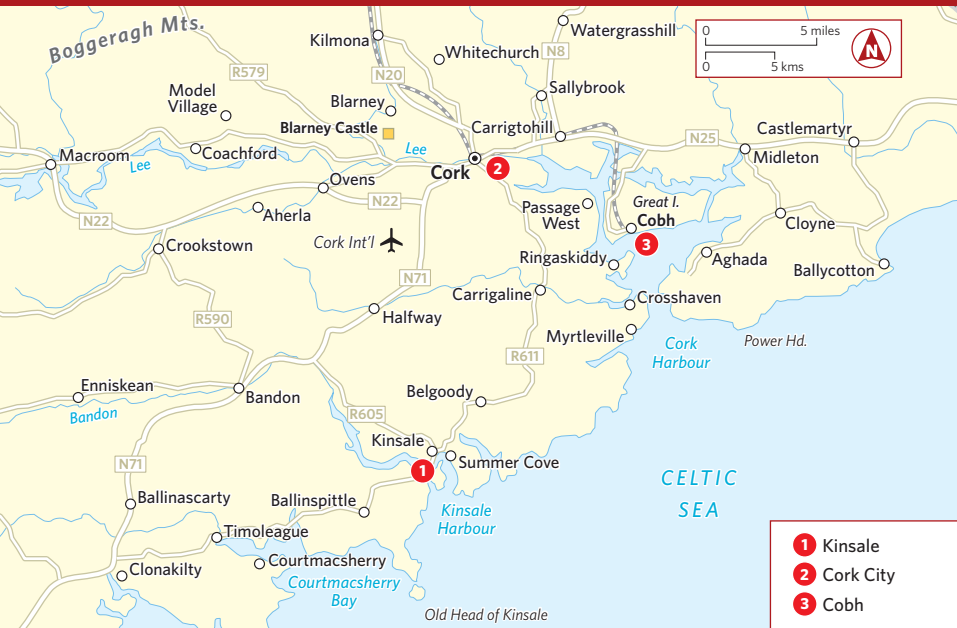 Boggeragh Mts.
Kilmona
Watergrasshill
0 5 miles
0 5 kms
N
Whitechurch
N8
R579
N20
Model
Village
Blarney
Sallybrook
Blarney Castle
Carrigtohill
N25
Castlemartyr
Macroom
Lee
Coachford
Lee
Cork
2
Midleton
Ovens
N22
N22
Aherla
Passage
West
Great I.
Cobh
3
Cloyne
Crookstown
Cork Int'l
Ringaskiddy
Aghada
Ballycotton
N71
Carrigaline
Crosshaven
R590
Halfway
Myrtleville
Cork
Harbour
Power Hd.
R611
Enniskean
Bandon
Bandon
Belgoody
R605
Kinsale
1
Summer Cove
N71
CELTIC
SEA
Ballinascarty
Ballinspittle
Kinsale
Harbour
Timoleague
Courtmacsherry
Clonakilty
Courtmacsherry
Bay
Old Head of Kinsale
1 Kinsale
2 Cork City
3 Cobh